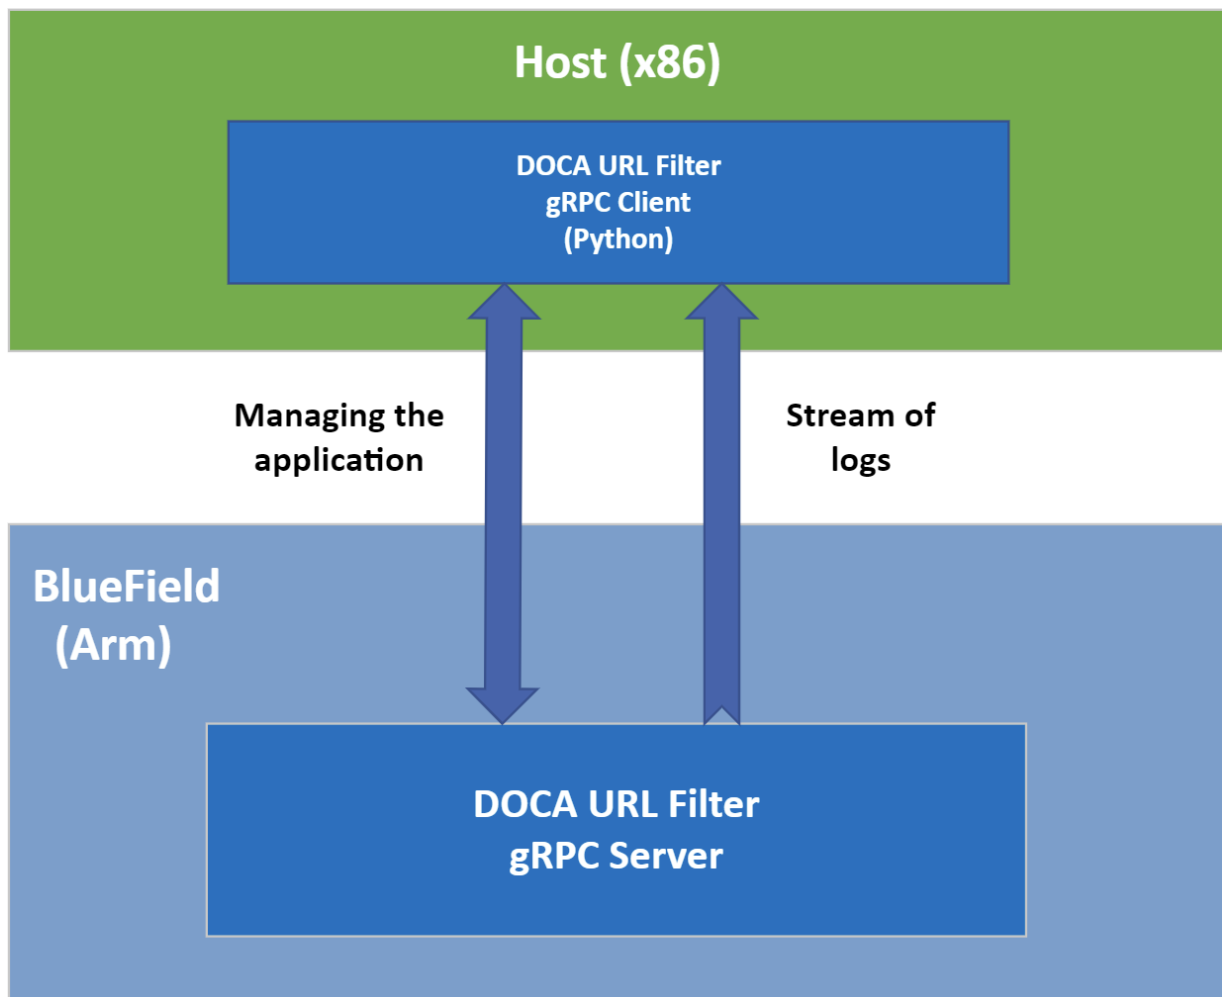 Host (x86)
DOCA URL Filter
gRPC Client
(Python)
Managing the
application
Stream of
logs
BlueField
(Arm)
DOCA URL Filter
gRPC Server